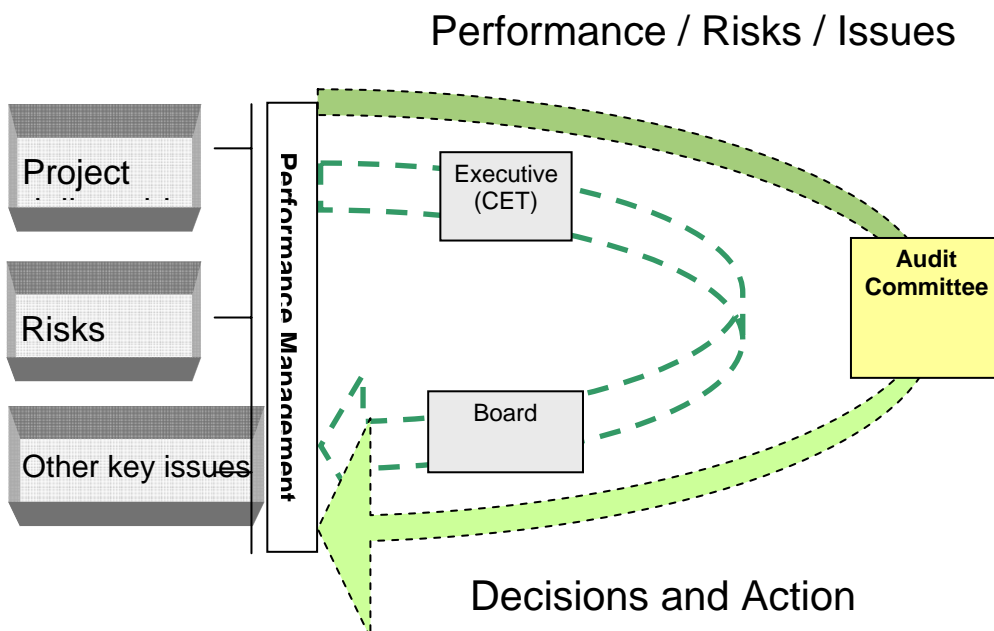 Performance / Risks / Issues
Project
Risks
Other key issues
Performance Management
Executive
(CET)
Board
Audit
Committee
Decisions and Action